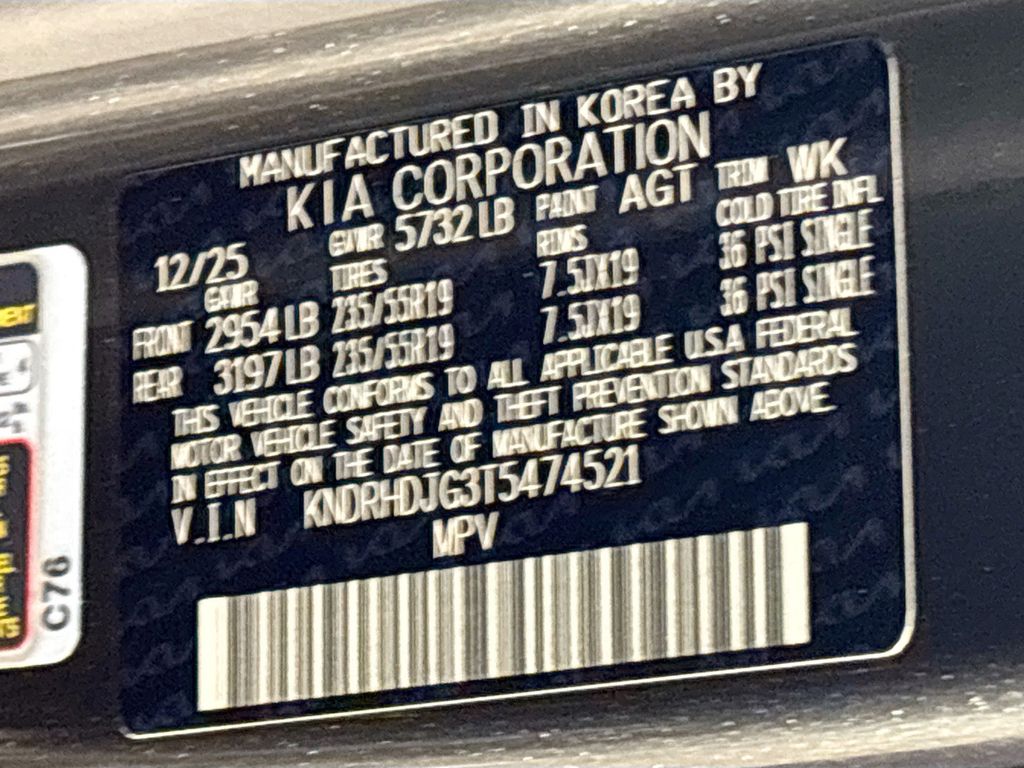 MANUFACTURED IN KOREA BY
KIA CORPORATION
12/25 GVWR 5732 LB PAINT AGT TRIM WK
GAWR TIRES RIMS COLD TIRE INFL
FRONT 2954 LB 235/55R19 7.5JX19 36 PSI SINGLE
REAR 3197 LB 235/55R19 7.5JX19 36 PSI SINGLE
THIS VEHICLE CONFORMS TO ALL APPLICABLE U.S.A FEDERAL
MOTOR VEHICLE SAFETY AND THEFT PREVENTION STANDARDS
IN EFFECT ON THE DATE OF MANUFACTURE SHOWN ABOVE.
V.I.N KNDRHDJG3T5474521
MPV
C76